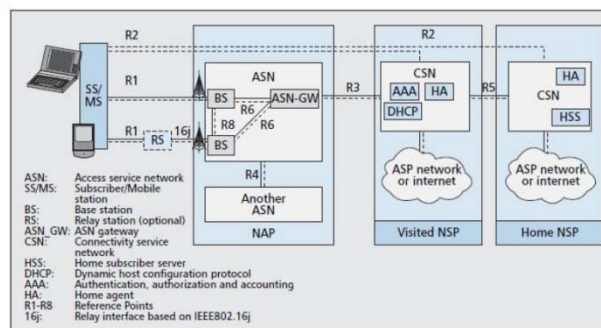 R2
R2
ASN
CSN
HA
R1
SS/
MS
BS
ASN-GW
R3
AAA
HA
R5
CSN
R6
DHCP
R8
R6
HSS
R1
RS
16j
BS
R4
ASP network
or internet
ASP network
or internet
Another
ASN
NAP
Visited NSP
Home NSP
ASN: Access service network
SS/MS: Subscriber/Mobile
station
BS: Base station
RS: Relay station (optional)
ASN_GW: ASN gateway
CSN: Connectivity service
network
HSS: Home subscriber server
DHCP: Dynamic host configuration protocol
AAA: Authentication, authorization and accounting
HA: Home agent
R1-R8 Reference Points
16j: Relay interface based on IEEE802.16j